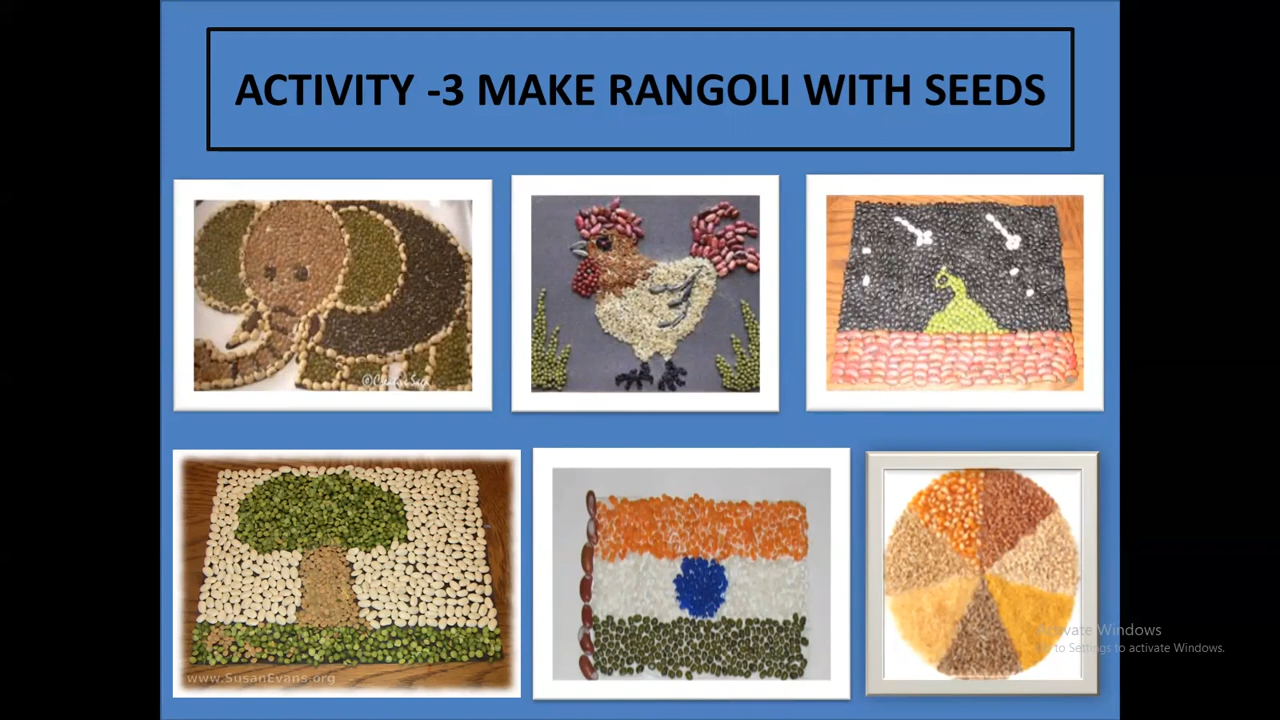 ACTIVITY -3 MAKE RANGOLI WITH SEEDS
www.SusanEvans.org
Activate Windows
Go to Settings to activate Windows.